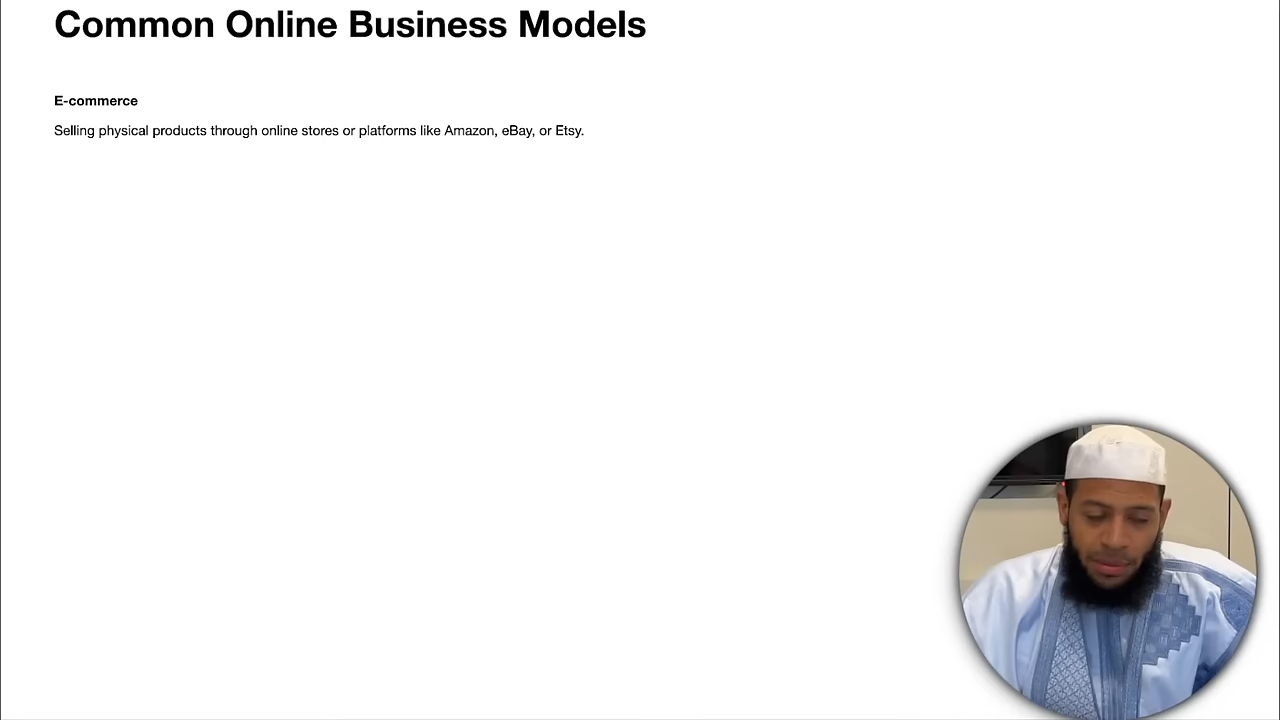 Common Online Business Models
E-commerce
Selling physical products through online stores or platforms like Amazon, eBay, or Etsy.